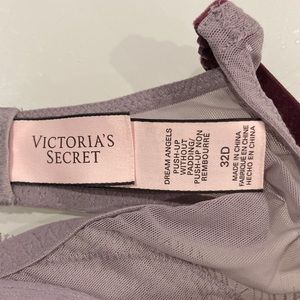 VICTORIA'S
SECRET
DREAM ANGELS
PUSH-UP
WITHOUT
PADDING/
PUSH-UP NON
REMBOURRÉ
32D
MADE IN CHINA
FABRIQUÉ EN CHINE
HECHO EN CHINA